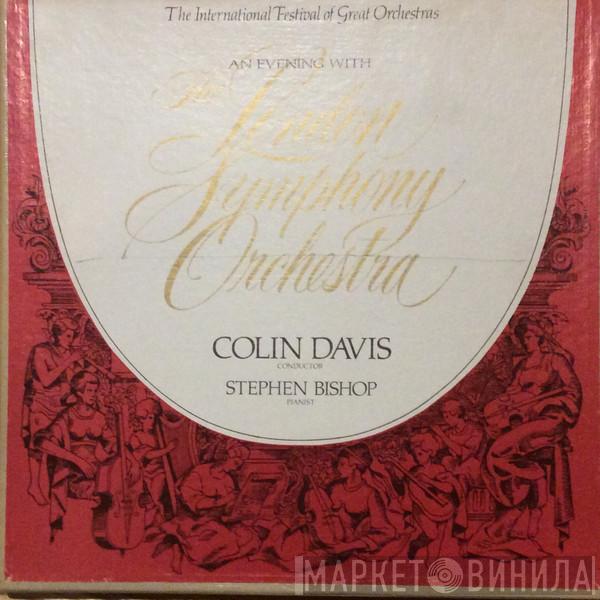 The International Festival of Great Orchestras
AN EVENING WITH
The London
Symphony
Orchestra
COLIN DAVIS
CONDUCTOR
STEPHEN BISHOP
PIANIST
МАРКЕТ ВИНИЛА